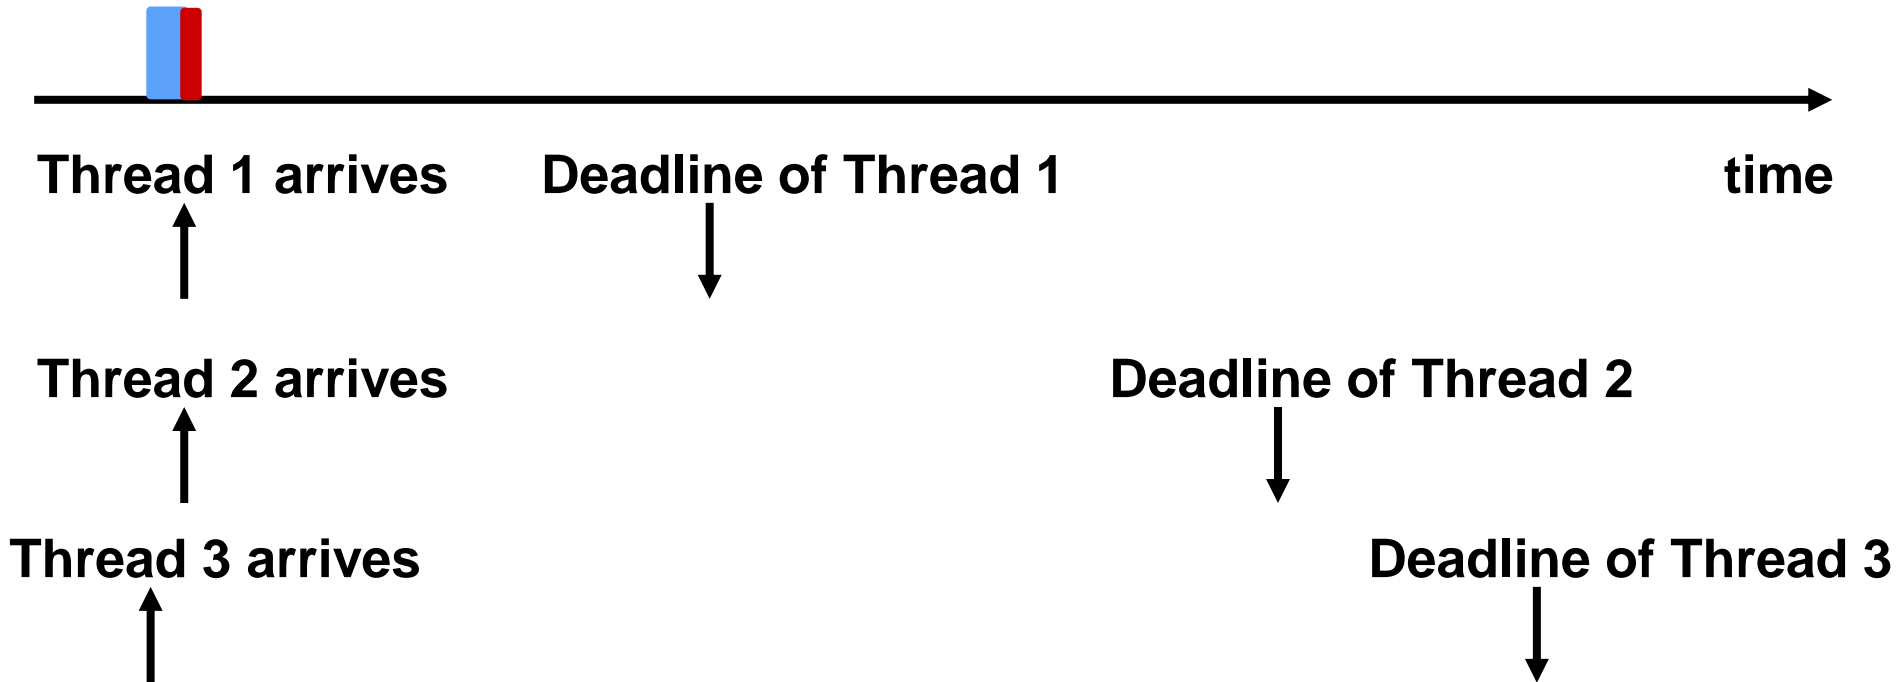 Thread 1 arrives Deadline of Thread 1 time
Thread 2 arrives Deadline of Thread 2
Thread 3 arrives Deadline of Thread 3